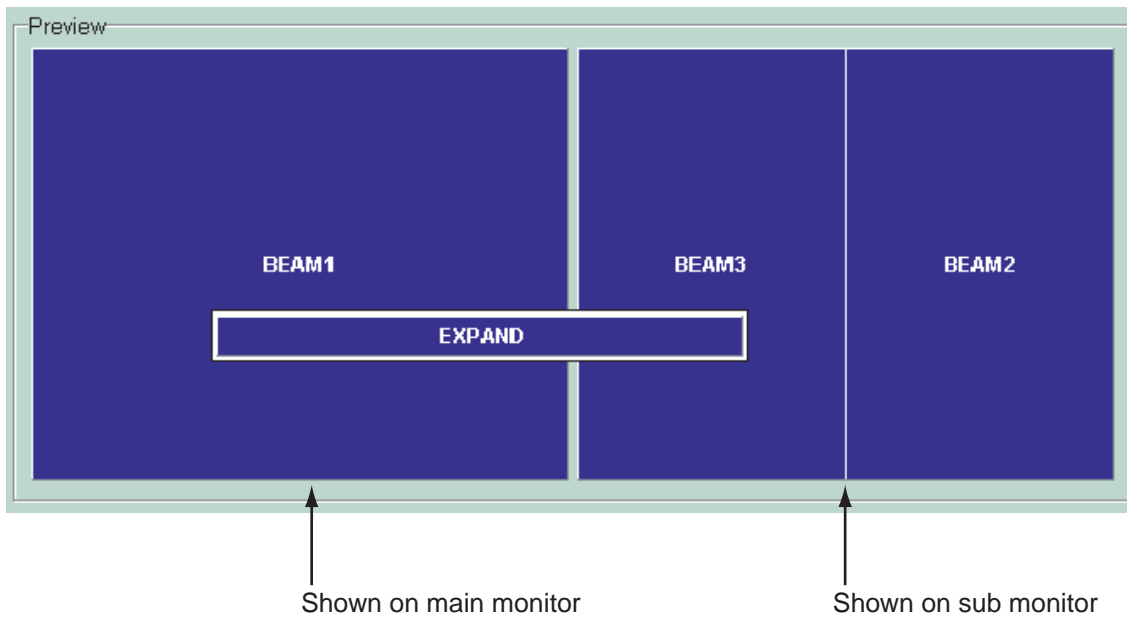 Preview
BEAM1
BEAM3
BEAM2
EXPAND
Shown on main monitor
Shown on sub monitor